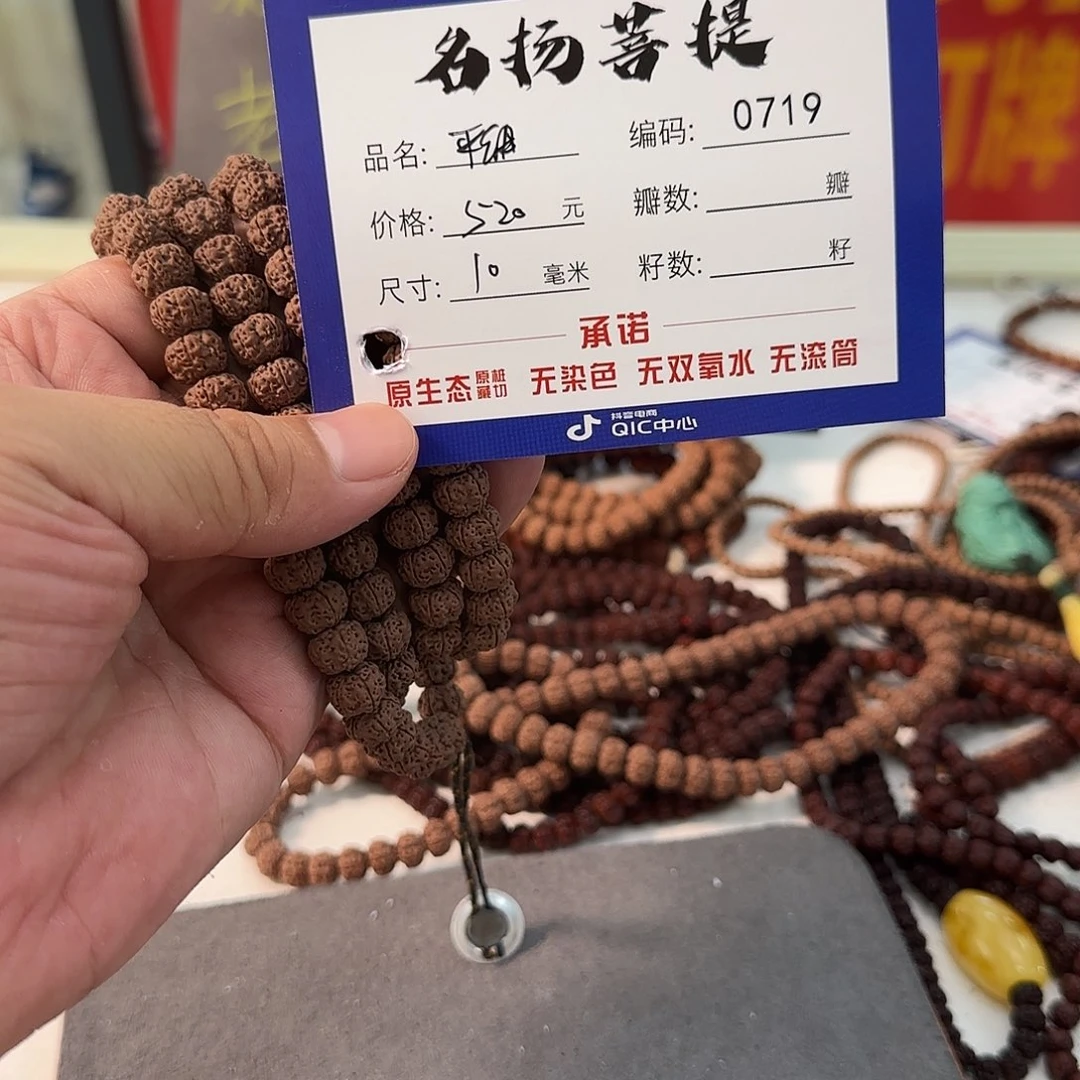 名扬菩提
品名:
编码: 0719
价格: 520 元
瓣数: 瓣
尺寸: 10 毫米
籽数: 籽
承诺
原生态原桩藏切 无染色 无双氧水 无滚筒
抖音电商
QIC中心
牌